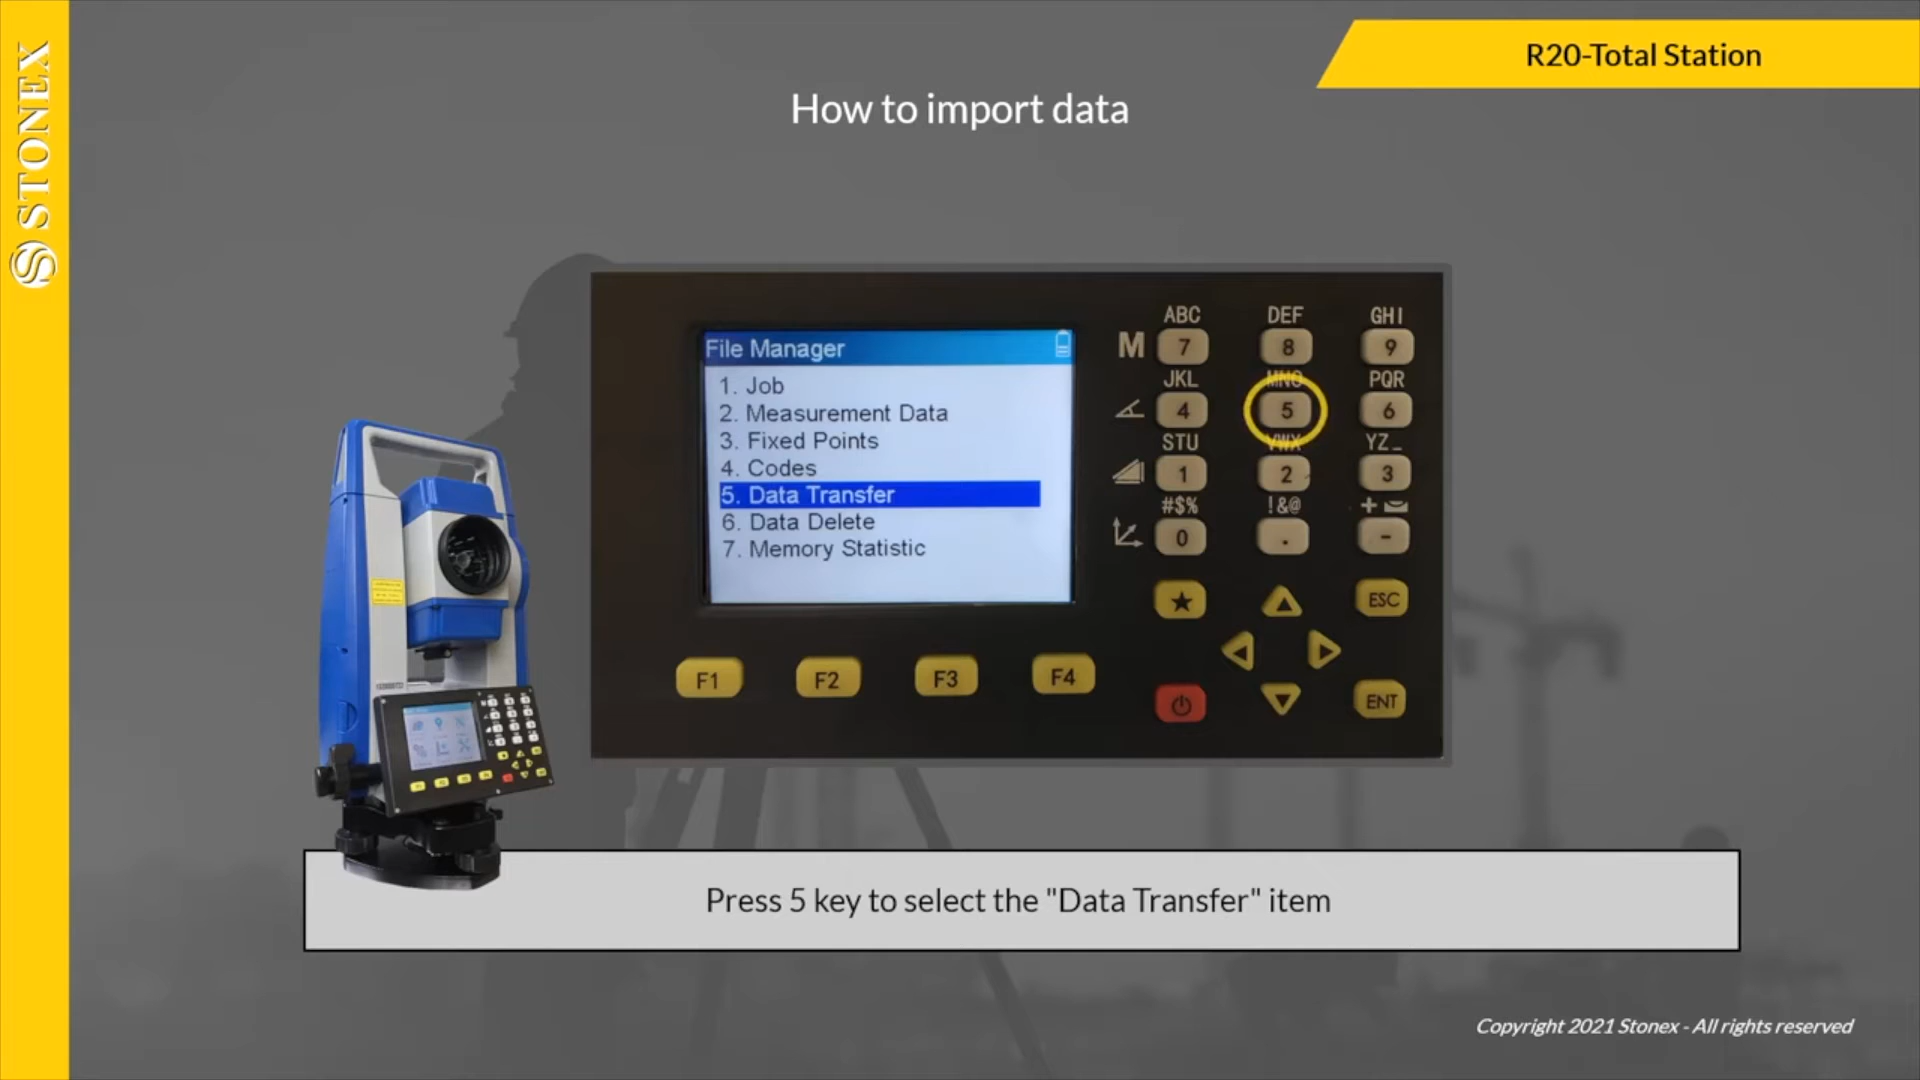 STONEX
R20-Total Station
How to import data
File Manager
1. Job
2. Measurement Data
3. Fixed Points
4. Codes
5. Data Transfer
6. Data Delete
7. Memory Statistic
ABC DEF GHI
M 7 8 9
JKL MNO PQR
4 5 6
STU VWX YZ_
1 2 3
#$% !&@ +
0 . -
ESC
F1 F2 F3 F4
ENT
Press 5 key to select the "Data Transfer" item
Copyright 2021 Stonex - All rights reserved